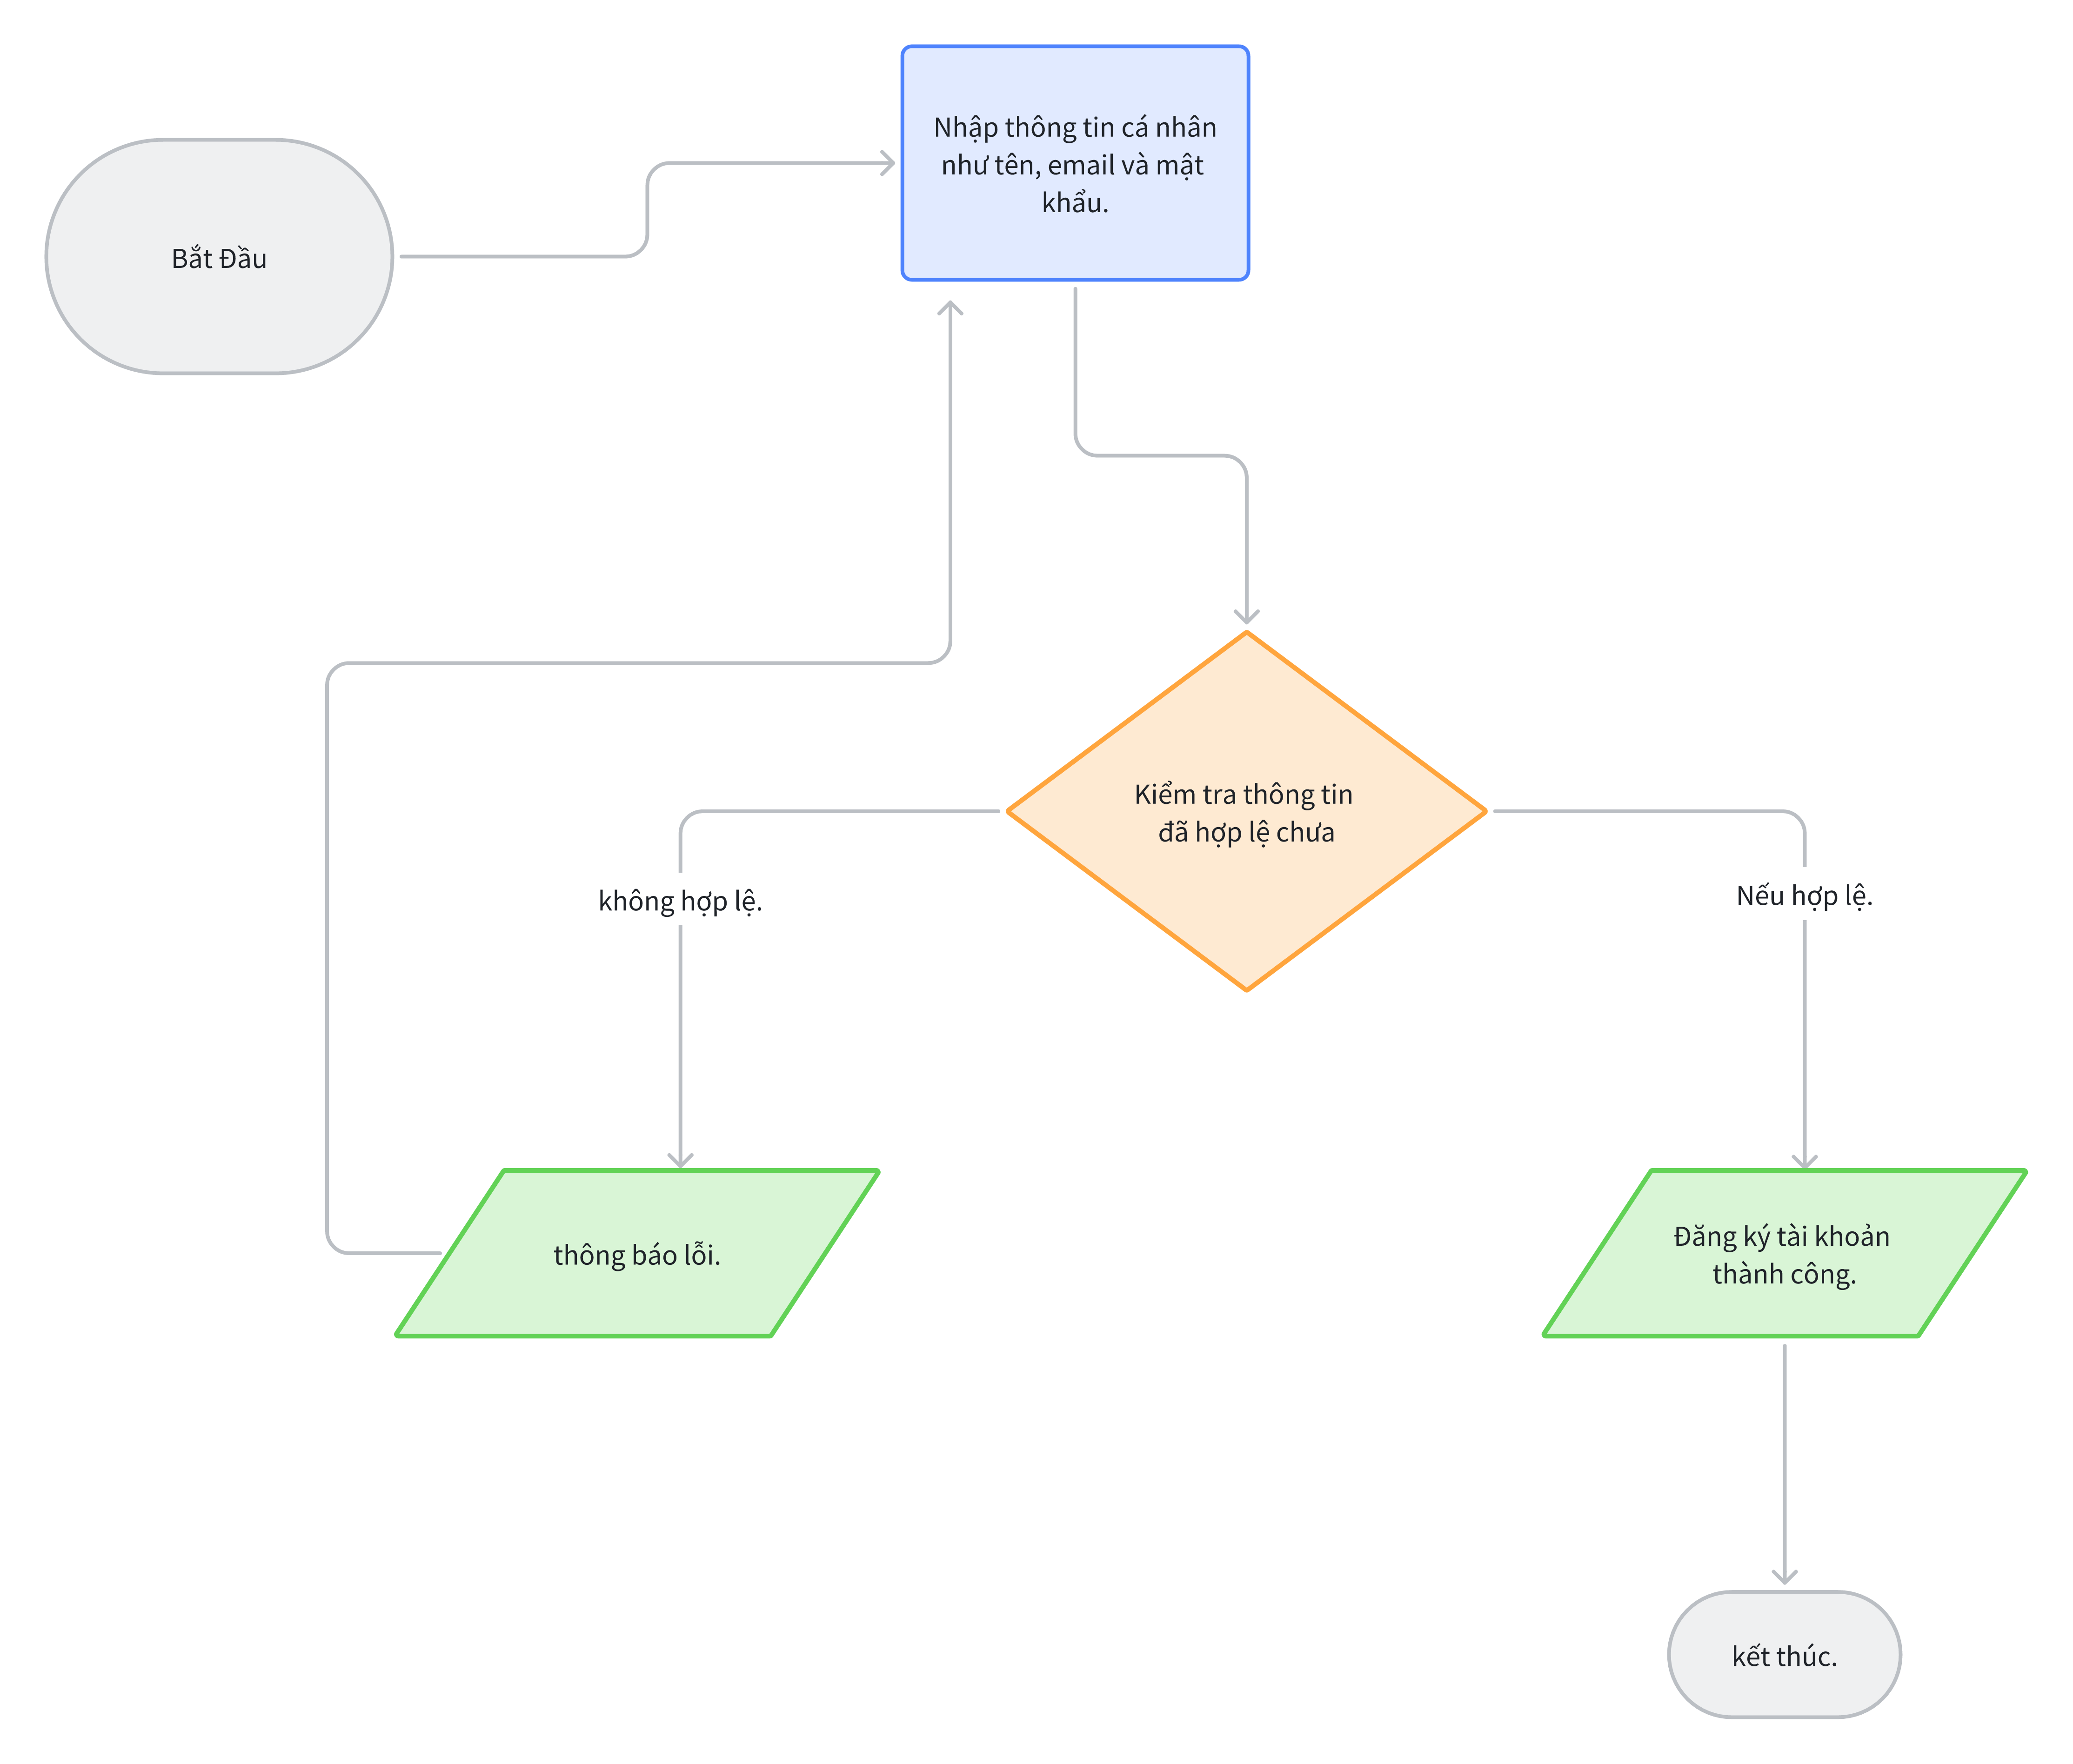 Bắt Đầu
Nhập thông tin cá nhân
như tên, email và mật
khẩu.
Kiểm tra thông tin
đã hợp lệ chưa
không hợp lệ.
Nếu hợp lệ.
thông báo lỗi.
Đăng ký tài khoản
thành công.
kết thúc.